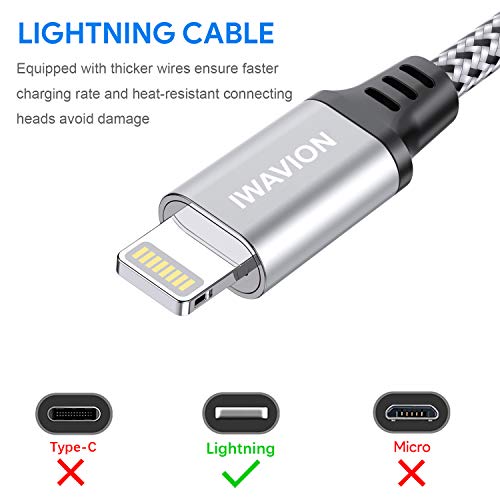 LIGHTNING CABLE
Equipped with thicker wires ensure faster
charging rate and heat-resistant connecting
heads avoid damage
IWAVION
Type-C
Lightning
Micro